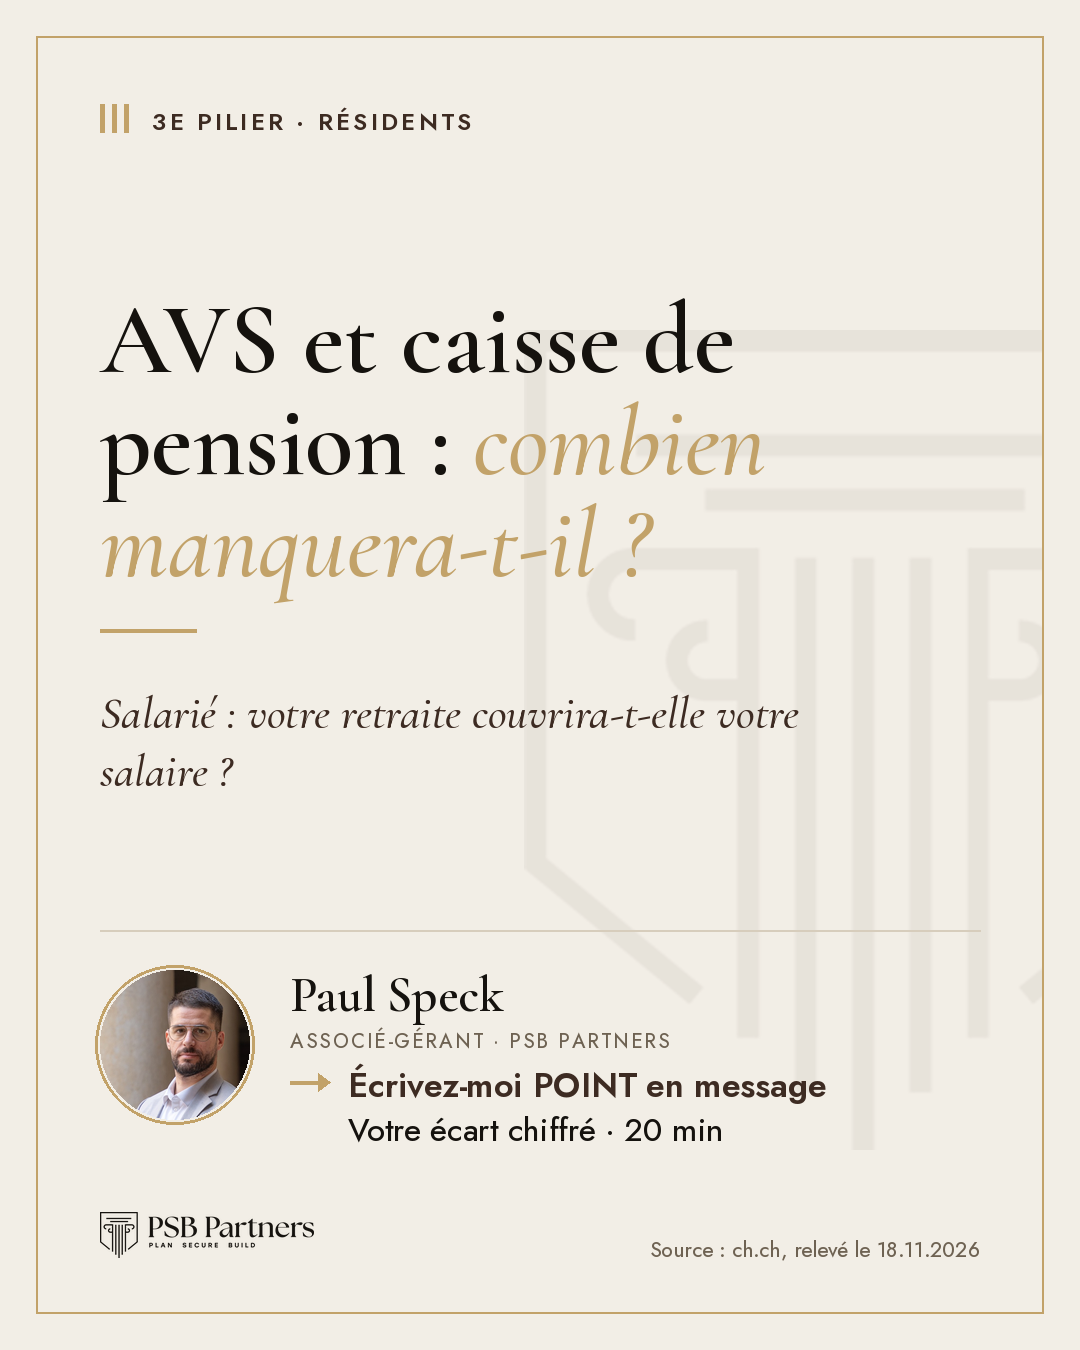 3E PILIER · RÉSIDENTS
AVS et caisse de
pension : combien
manquera-t-il ?
Salarié : votre retraite couvrira-t-elle votre
salaire ?
Paul Speck
ASSOCIÉ-GÉRANT · PSB PARTNERS
Écrivez-moi POINT en message
Votre écart chiffré · 20 min
PSB Partners
PLAN SECURE BUILD
Source : ch.ch, relevé le 18.11.2026